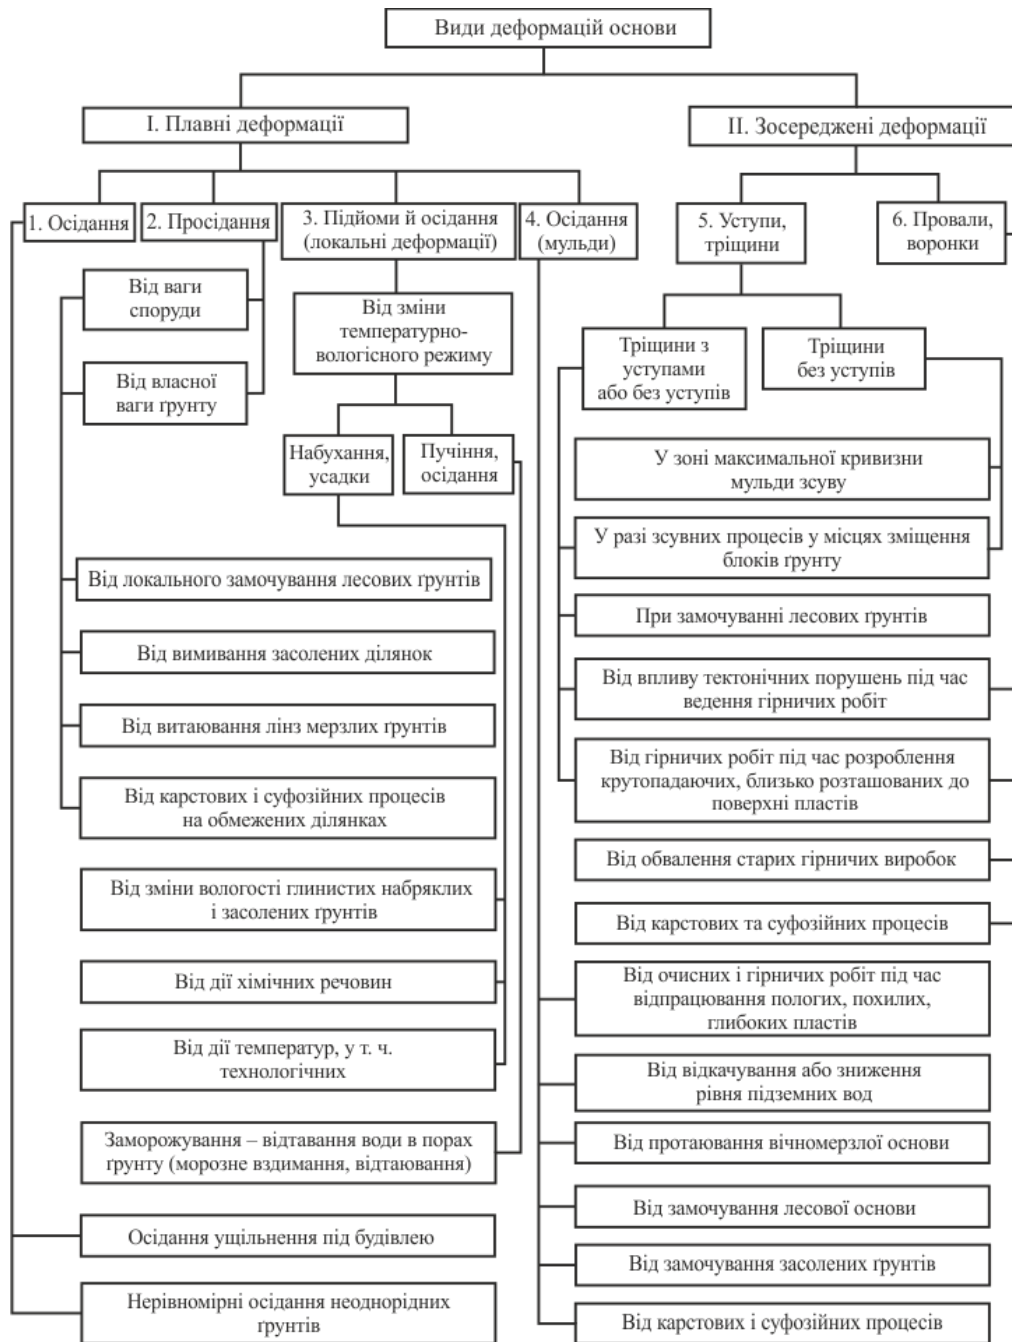 Види деформацій основи
I. Плавні деформації
II. Зосереджені деформації
1. Осідання
2. Просідання
3. Підйоми й осідання
(локальні деформації)
4. Осідання
(мульди)
5. Уступи,
тріщини
6. Провали,
воронки
Від ваги
споруди
Від власної
ваги ґрунту
Від зміни
температурно-
вологісного режиму
Набухання,
усадки
Пучіння,
осідання
Від локального замочування лесових ґрунтів
Від вимивання засолених ділянок
Від витаювання лінз мерзлих ґрунтів
Від карстових і суфозійних процесів
на обмежених ділянках
Від зміни вологості глинистих набряклих
і засолених ґрунтів
Від дії хімічних речовин
Від дії температур, у т. ч.
технологічних
Заморожування – відтавання води в порах
ґрунту (морозне вздимання, відтаювання)
Осідання ущільнення під будівлею
Нерівномірні осідання неоднорідних
ґрунтів
Тріщини з
уступами
або без уступів
Тріщини
без уступів
У зоні максимальної кривизни
мульди зсуву
У разі зсувних процесів у місцях зміщення
блоків ґрунту
При замочуванні лесових ґрунтів
Від впливу тектонічних порушень під час
ведення гірничих робіт
Від гірничих робіт під час розроблення
крутопадаючих, близько розташованих до
поверхні пластів
Від обвалення старих гірничих виробок
Від карстових та суфозійних процесів
Від очисних і гірничих робіт під час
відпрацювання пологих, похилих,
глибоких пластів
Від відкачування або зниження
рівня підземних вод
Від протаювання вічномерзлої основи
Від замочування лесової основи
Від замочування засолених ґрунтів
Від карстових і суфозійних процесів